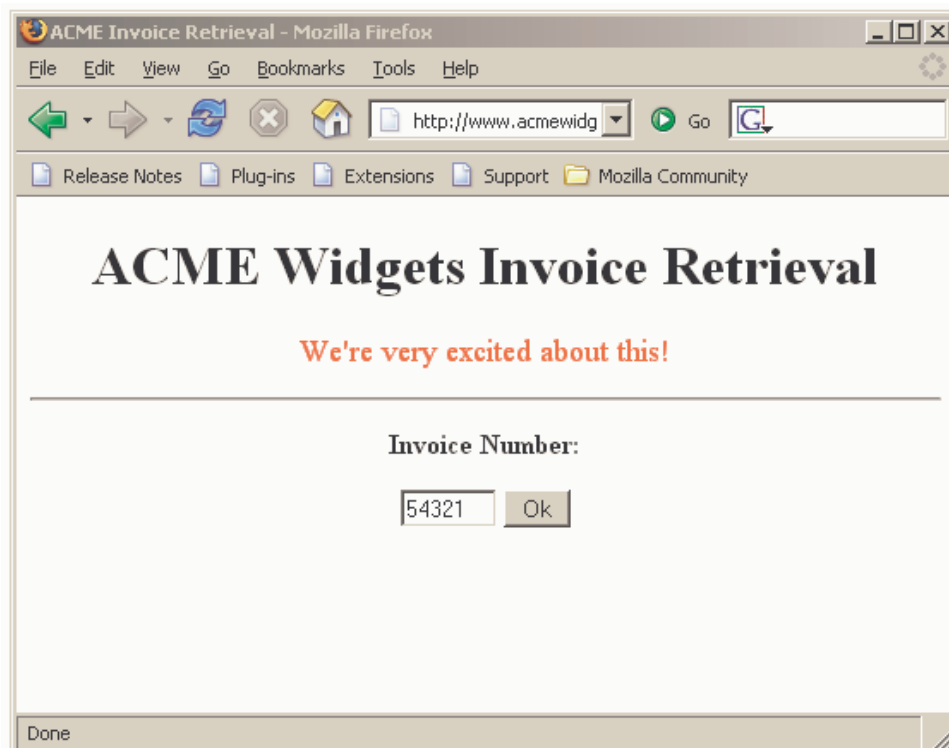 ACME Invoice Retrieval - Mozilla Firefox
File Edit View Go Bookmarks Tools Help
http://www.acmewidg Go G
Release Notes Plug-ins Extensions Support Mozilla Community
ACME Widgets Invoice Retrieval
We're very excited about this!
Invoice Number:
54321 Ok
Done